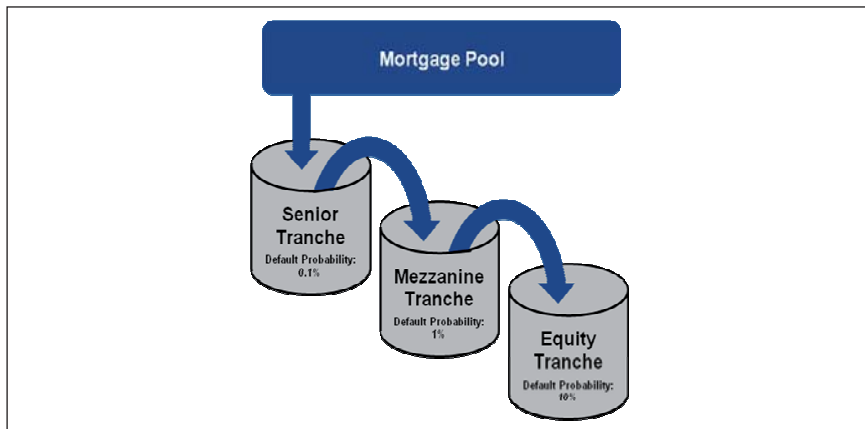 Mortgage Pool
Senior
Tranche
Default Probability:
0.1%
Mezzanine
Tranche
Default Probability:
1%
Equity
Tranche
Default Probability:
10%